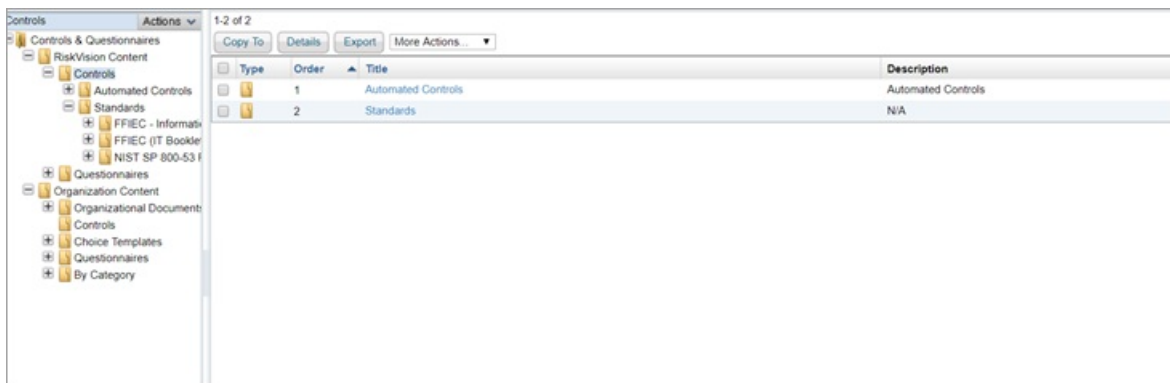 Controls
Actions
Controls & Questionnaires
RiskVision Content
Controls
Automated Controls
Standards
FFIEC - Informati
FFIEC (IT Bookle
NIST SP 800-53
Questionnaires
Organization Content
Organizational Document
Controls
Choice Templates
Questionnaires
By Category
1-2 of 2
Copy To Details Export More Actions...
Type Order Title Description
1 Automated Controls Automated Controls
2 Standards N/A